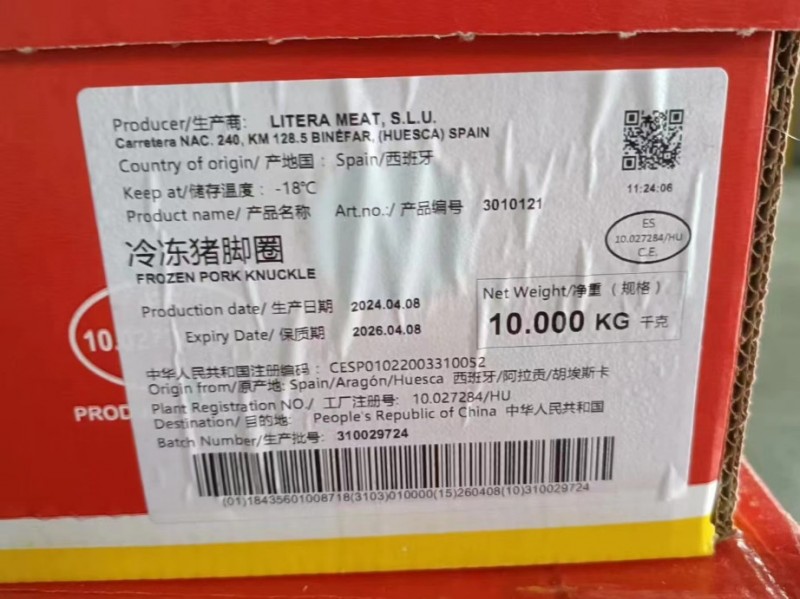 Producer/生产商: LITERA MEAT, S.L.U.
Carretera NAC. 240, KM 128.5 BINÉFAR, (HUESCA) SPAIN
Country of origin/ 产地国: Spain/西班牙
Keep at/储存温度: -18℃
11:24:06
Product name/ 产品名称 Art.no.:/ 产品编号 3010121
ES
10.027284/HU
C.E.
冷冻猪脚圈
FROZEN PORK KNUCKLE
Production date/ 生产日期 2024.04.08
Expiry Date/ 保质期 2026.04.08
Net Weight/净重 (规格)
10.000 KG 千克
中华人民共和国注册编码: CESP01022003310052
Origin from/原产地: Spain/Aragón/Huesca 西班牙/阿拉贡/胡埃斯卡
Plant Registration NO./ 工厂注册号: 10.027284/HU
Destination/ 目的地: People's Republic of China 中华人民共和国
Batch Number/生产批号: 310029724
(01)18435601008718(3103)010000(15)260408(10)310029724
10.
PROD